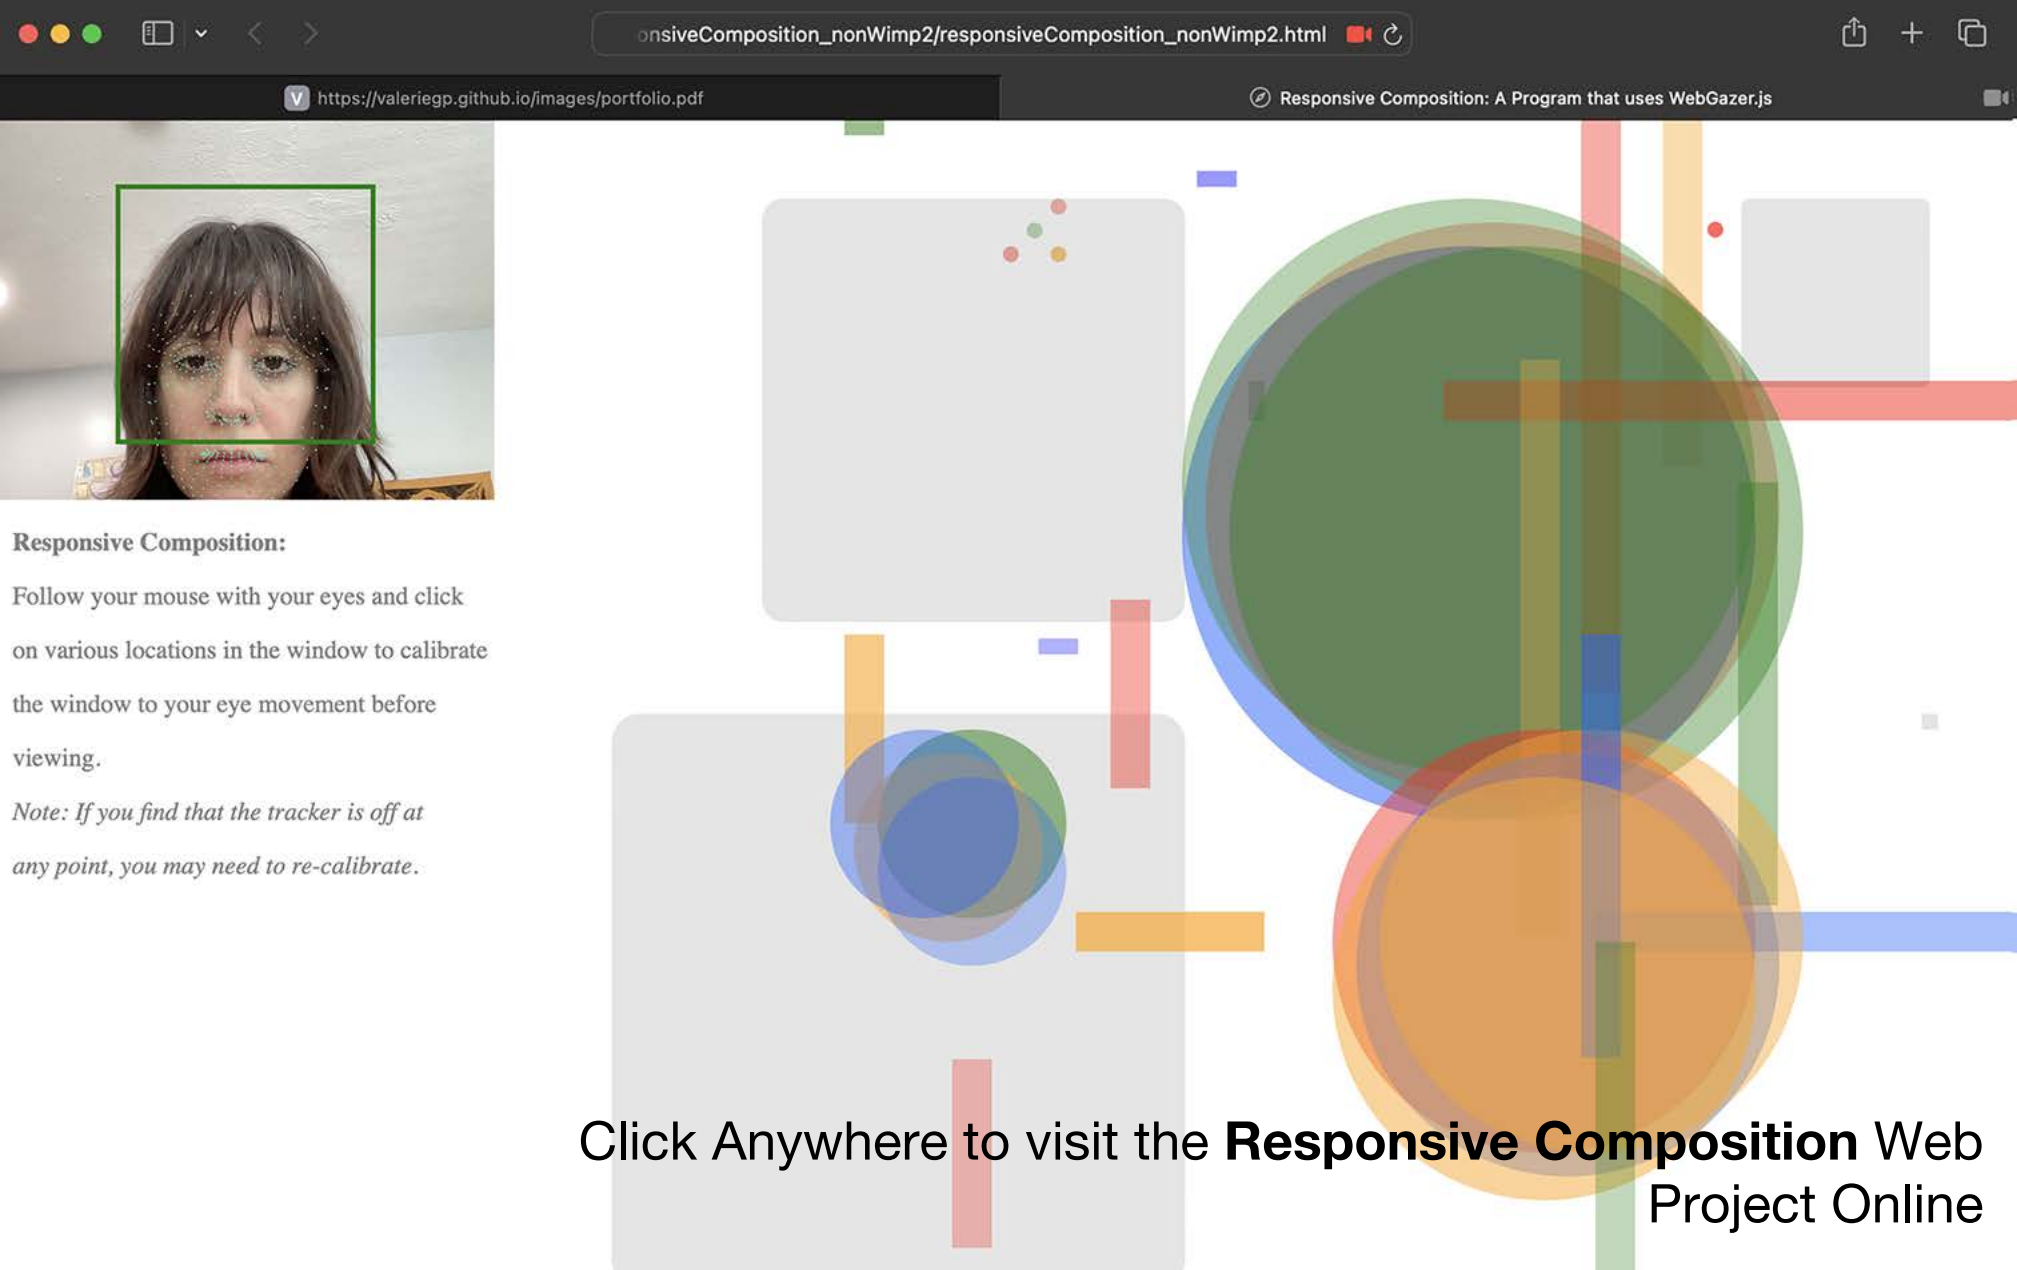 onsiveComposition_nonWimp2/responsiveComposition_nonWimp2.html
V https://valeriegp.github.io/images/portfolio.pdf
Responsive Composition: A Program that uses WebGazer.js
Responsive Composition:
Follow your mouse with your eyes and click
on various locations in the window to calibrate
the window to your eye movement before
viewing.
Note: If you find that the tracker is off at
any point, you may need to re-calibrate.
Click Anywhere to visit the Responsive Composition Web
Project Online